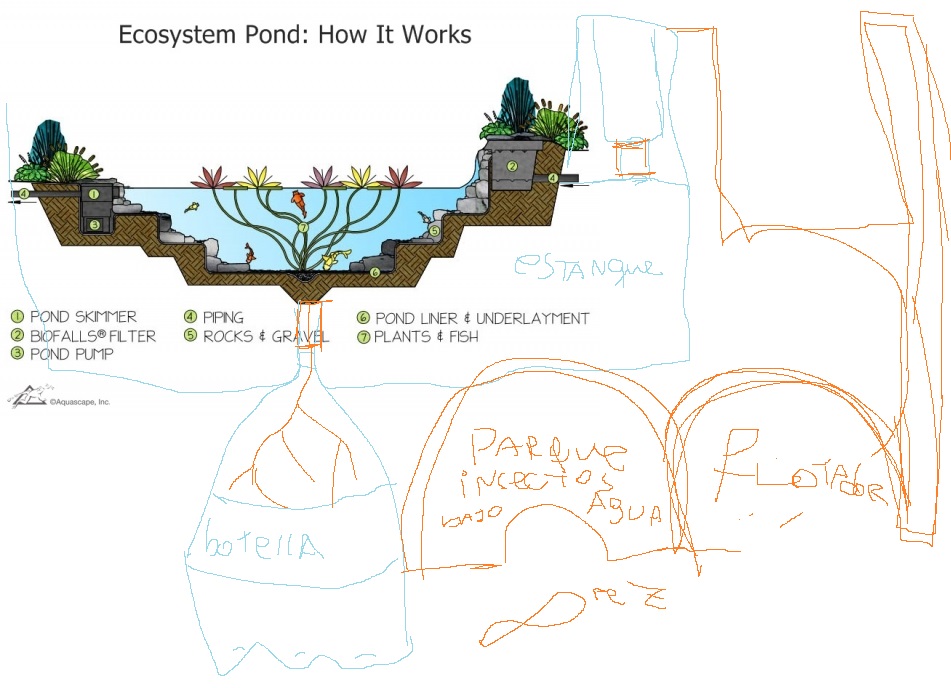 Ecosystem Pond: How It Works
4
1
3
2
4
7
5
6
ESTANque
1 POND SKIMMER
2 BIOFALLS® FILTER
3 POND PUMP
4 PIPING
5 ROCKS & GRAVEL
6 POND LINER & UNDERLAYMENT
7 PLANTS & FISH
©Aquascape, Inc.
PARQUE
iNCECTOS
BAJO AGUA
FLOTADOR
botella
PeZ